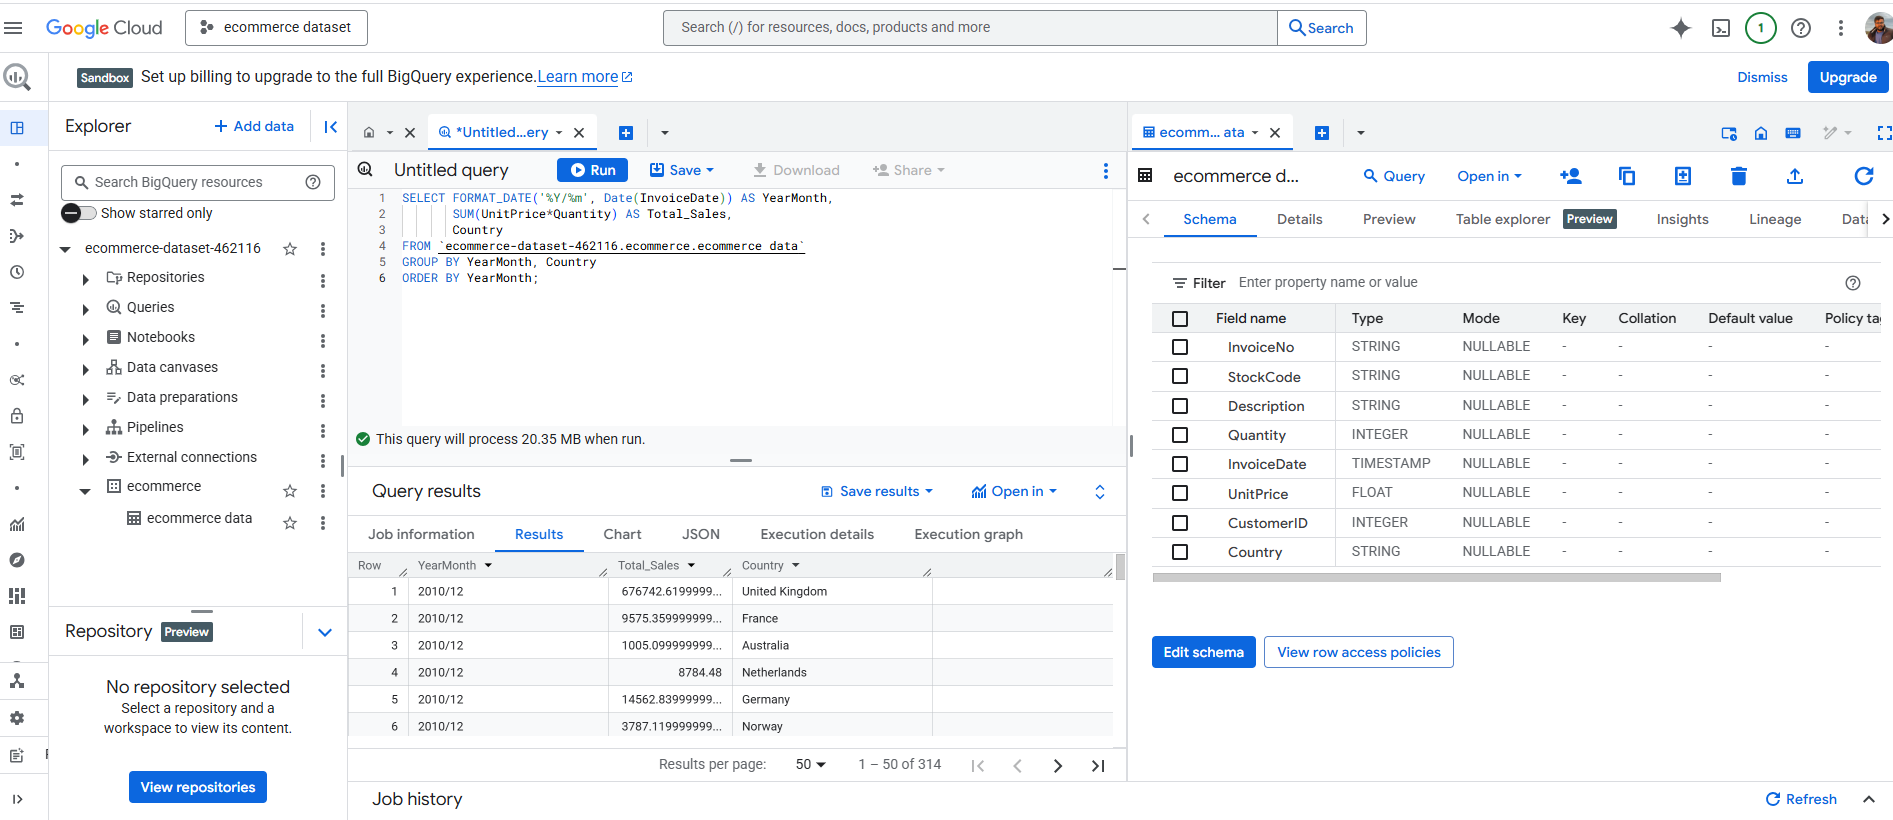 Google Cloud
ecommerce dataset
Search (/) for resources, docs, products and more
Search
1
Sandbox
Set up billing to upgrade to the full BigQuery experience. Learn more
Dismiss
Upgrade
Explorer
+ Add data
Search BigQuery resources
Show starred only
ecommerce-dataset-462116
Repositories
Queries
Notebooks
Data canvases
Data preparations
Pipelines
External connections
ecommerce
ecommerce data
Repository
Preview
No repository selected
Select a repository and a
workspace to view its content.
View repositories
*Untitled...ery
Untitled query
Run
Save
Download
Share
1 SELECT FORMAT_DATE('%Y/%m', Date(InvoiceDate)) AS YearMonth,
2 SUM(UnitPrice*Quantity) AS Total_Sales,
3 Country
4 FROM `ecommerce-dataset-462116.ecommerce.ecommerce data`
5 GROUP BY YearMonth, Country
6 ORDER BY YearMonth;
This query will process 20.35 MB when run.
Query results
Save results
Open in
Job information Results Chart JSON Execution details Execution graph
Row YearMonth Total_Sales Country
1 2010/12 676742.6199999... United Kingdom
2 2010/12 9575.359999999... France
3 2010/12 1005.099999999... Australia
4 2010/12 8784.48 Netherlands
5 2010/12 14562.83999999... Germany
6 2010/12 3787.119999999... Norway
Results per page: 50 1 – 50 of 314
Job history
Refresh
ecomm... ata
ecommerce d...
Query
Open in
Schema Details Preview Table explorer Preview Insights Lineage Data
Filter Enter property name or value
Field name Type Mode Key Collation Default value Policy ta
InvoiceNo STRING NULLABLE - - - -
StockCode STRING NULLABLE - - - -
Description STRING NULLABLE - - - -
Quantity INTEGER NULLABLE - - - -
InvoiceDate TIMESTAMP NULLABLE - - - -
UnitPrice FLOAT NULLABLE - - - -
CustomerID INTEGER NULLABLE - - - -
Country STRING NULLABLE - - - -
Edit schema
View row access policies